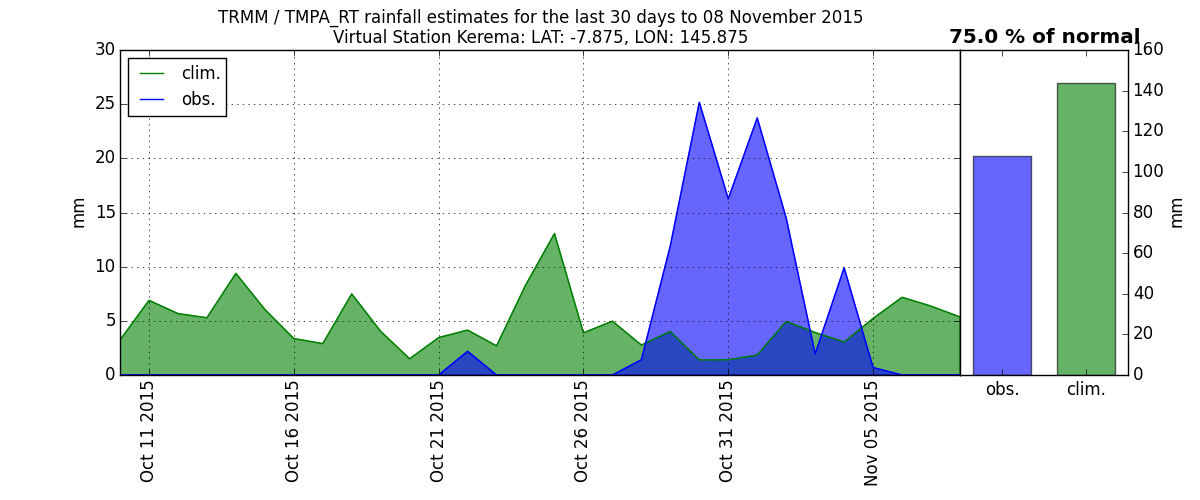 TRMM / TMPA_RT rainfall estimates for the last 30 days to 08 November 2015
Virtual Station Kerema: LAT: -7.875, LON: 145.875
75.0 % of normal
clim.
obs.
30
25
20
15
10
5
0
mm
Oct 11 2015
Oct 16 2015
Oct 21 2015
Oct 26 2015
Oct 31 2015
Nov 05 2015
160
140
120
100
80
60
40
20
0
mm
obs.
clim.